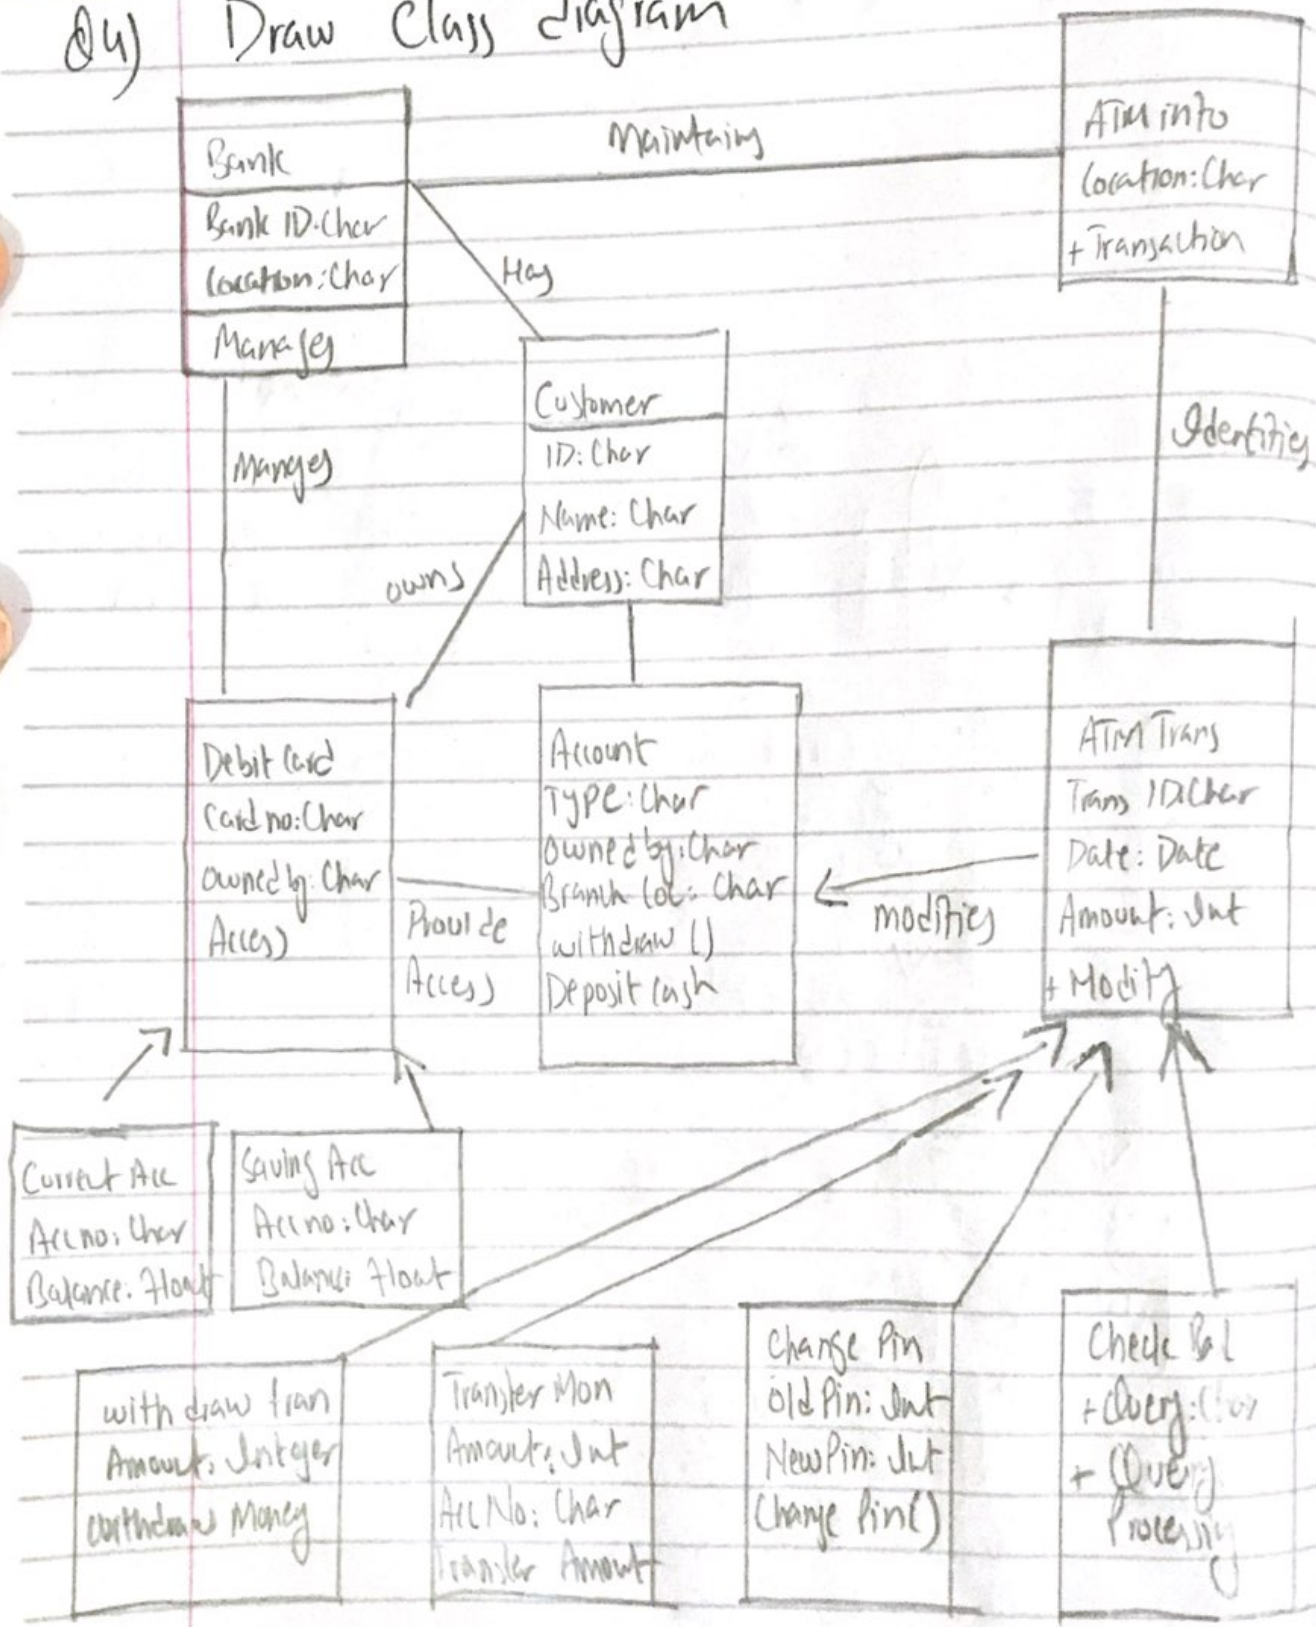 Q4) Draw Class diagram
Bank
Bank ID:Char
Location:Char
Manages
Maintains
ATM info
Location:Char
+Transaction
Has
Customer
ID:Char
Name: Char
Address: Char
Manges
owns
Identifies
Debit Card
Card no:Char
owned by: Char
Access
Provide
Access
Account
Type:Char
owned by:Char
Branch Loc: Char
withdraw ()
Deposit Cash
modifies
ATM Trans
Trans ID:Char
Date: Date
Amount: Int
+Modify
Current Acc
Acc no: Char
Balance: Float
Saving Acc
Acc no: Char
Balance: Float
with draw tran
Amount: Integer
withdraw Money
Transfer Mon
Amount: Int
Acc No: Char
Transfer Amount
Change Pin
Old Pin: Int
New Pin: Int
Change Pin()
Check Bal
+Query:Char
+ Query
Processing